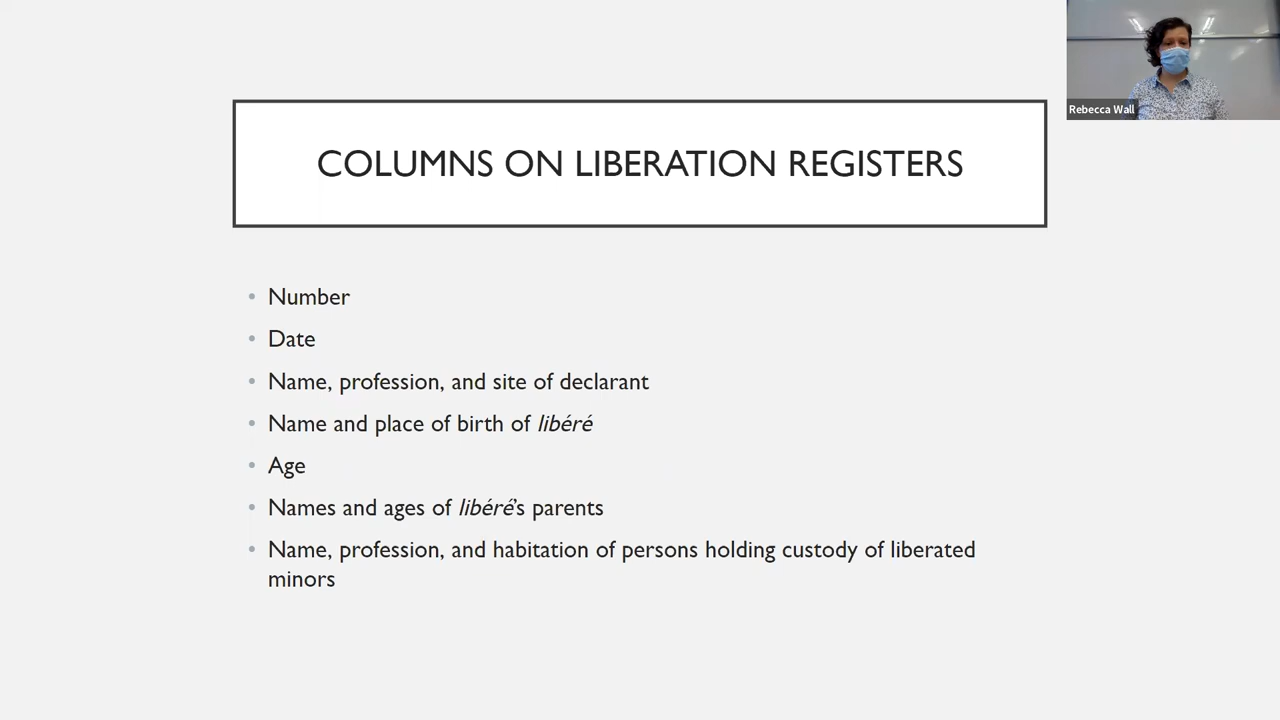 Rebecca Wall
COLUMNS ON LIBERATION REGISTERS
• Number
• Date
• Name, profession, and site of declarant
• Name and place of birth of libéré
• Age
• Names and ages of libéré's parents
• Name, profession, and habitation of persons holding custody of liberated
minors